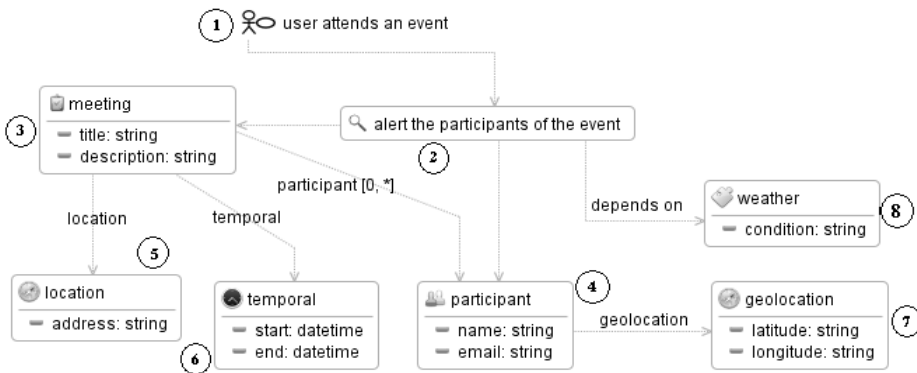 1
user attends an event
3
meeting
title: string
description: string
alert the participants of the event
2
participant [0, *]
location
temporal
depends on
weather
condition: string
8
5
location
address: string
temporal
start: datetime
end: datetime
6
participant
name: string
email: string
4
geolocation
geolocation
latitude: string
longitude: string
7